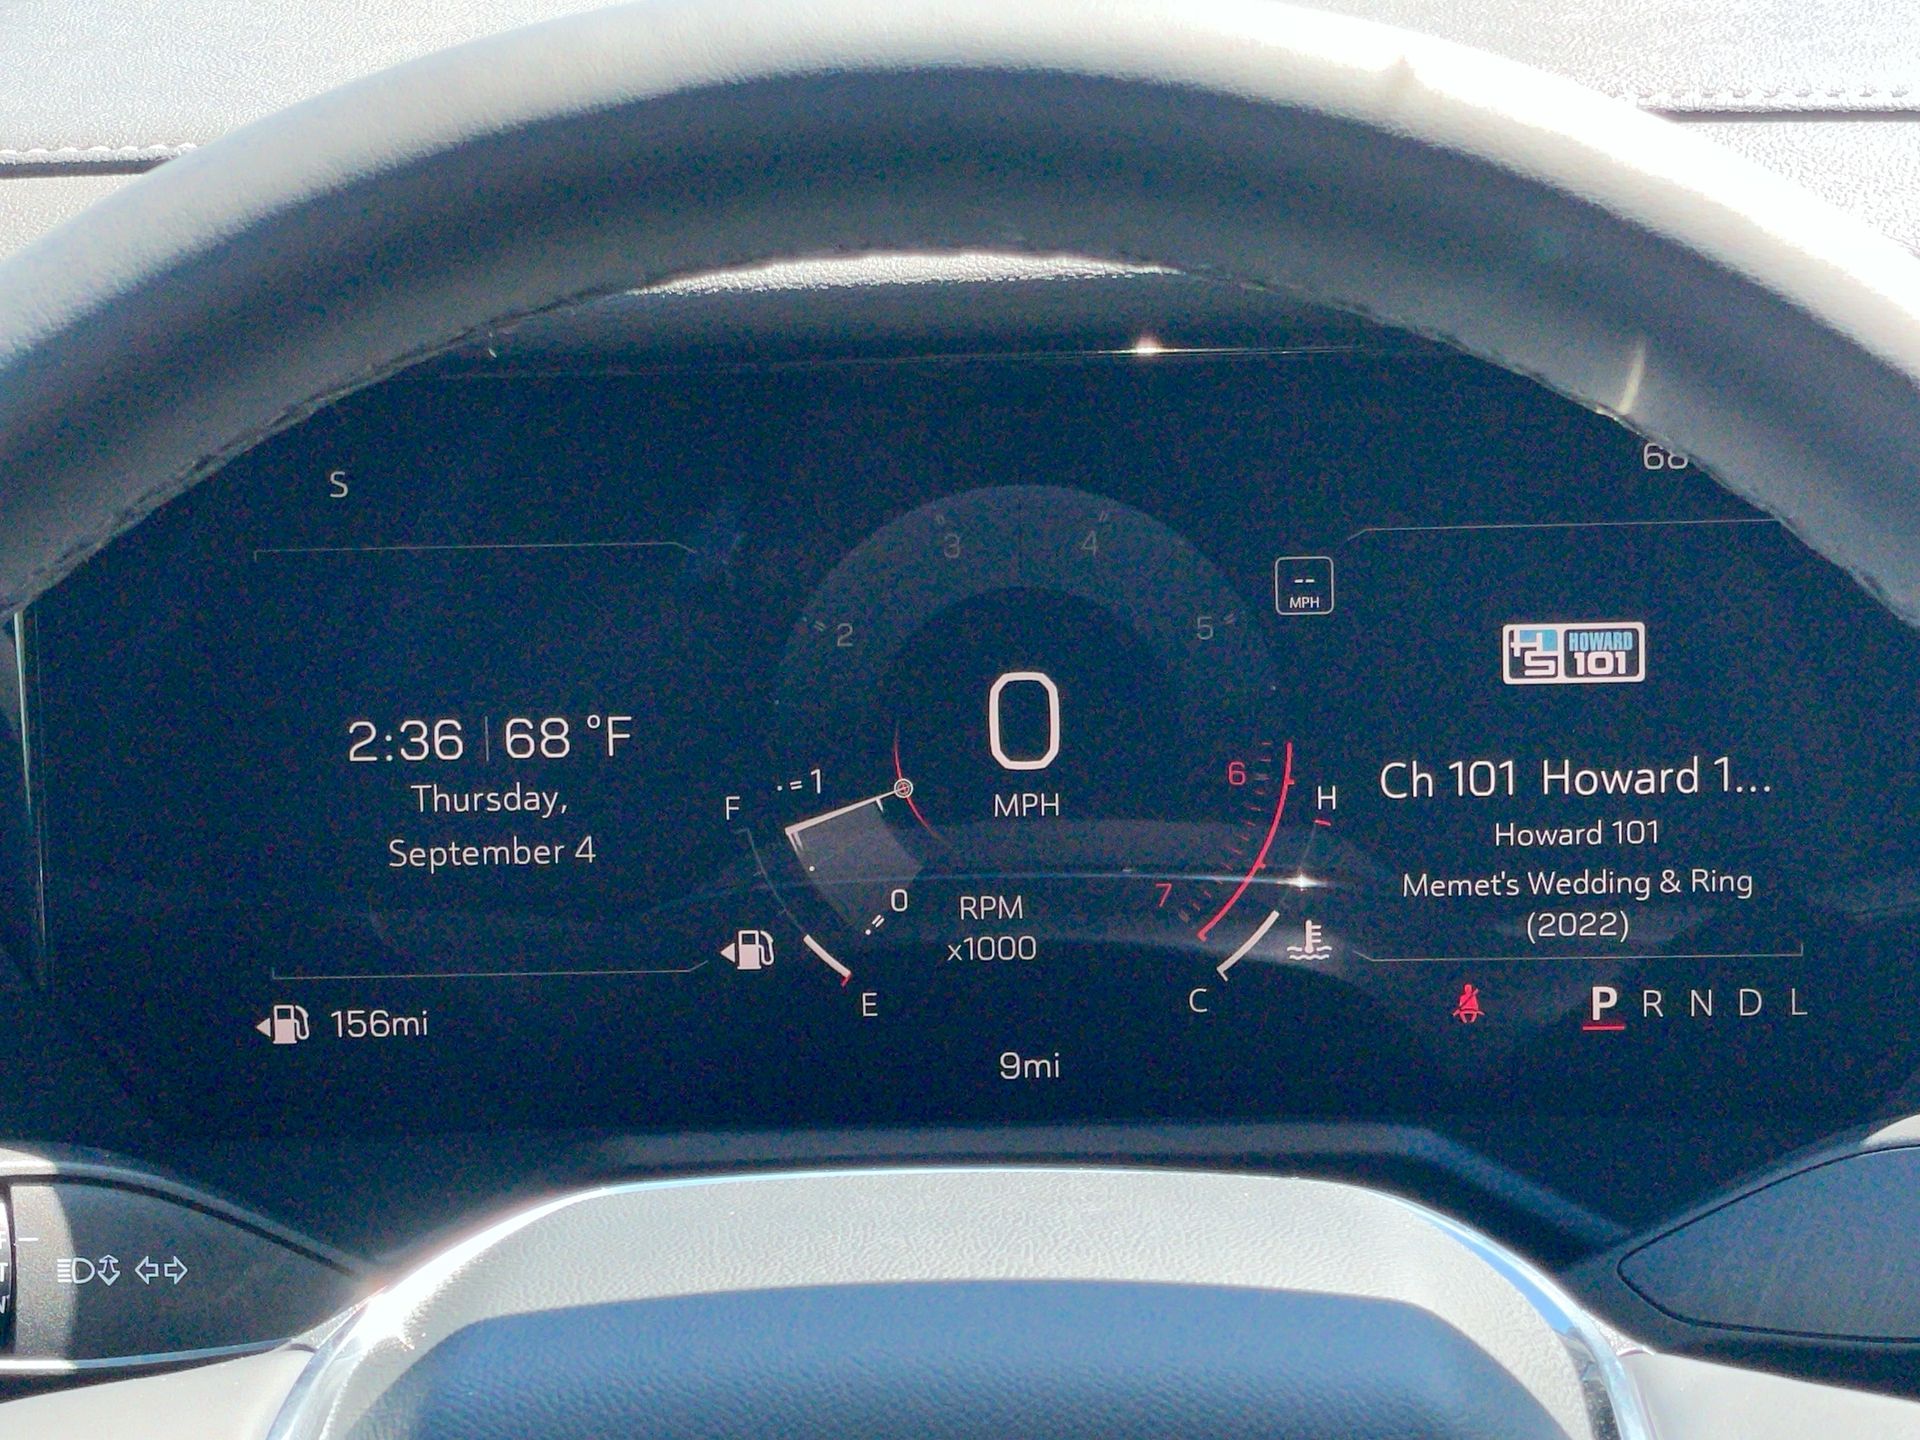 S
68
3
4
--
MPH
2
5
HS HOWARD 101
0
MPH
2:36 | 68 °F
Thursday,
September 4
1
6
F
H
Ch 101 Howard 1...
Howard 101
Memet's Wedding & Ring
(2022)
0
7
RPM
x1000
E
C
156mi
P R N D L
9mi